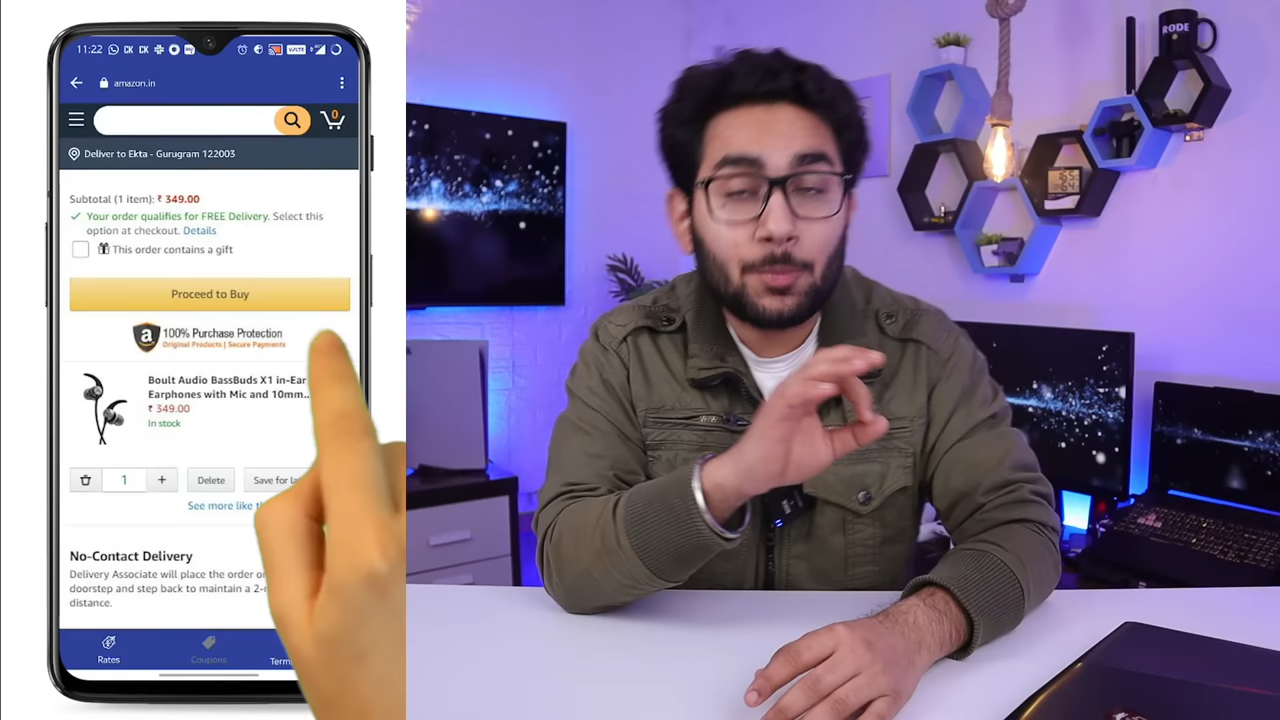 11:22
amazon.in
0
Deliver to Ekta - Gurugram 122003
Subtotal (1 item): ₹ 349.00
Your order qualifies for FREE Delivery. Select this
option at checkout. Details
This order contains a gift
Proceed to Buy
a 100% Purchase Protection
Original Products | Secure Payments
Boult Audio BassBuds X1 in-Ear
Earphones with Mic and 10mm..
₹ 349.00
In stock
1 + Delete Save for
See more like
No-Contact Delivery
Delivery Associate will place the order
doorstep and step back to maintain a 2-
distance.
Rates Coupons
RODE